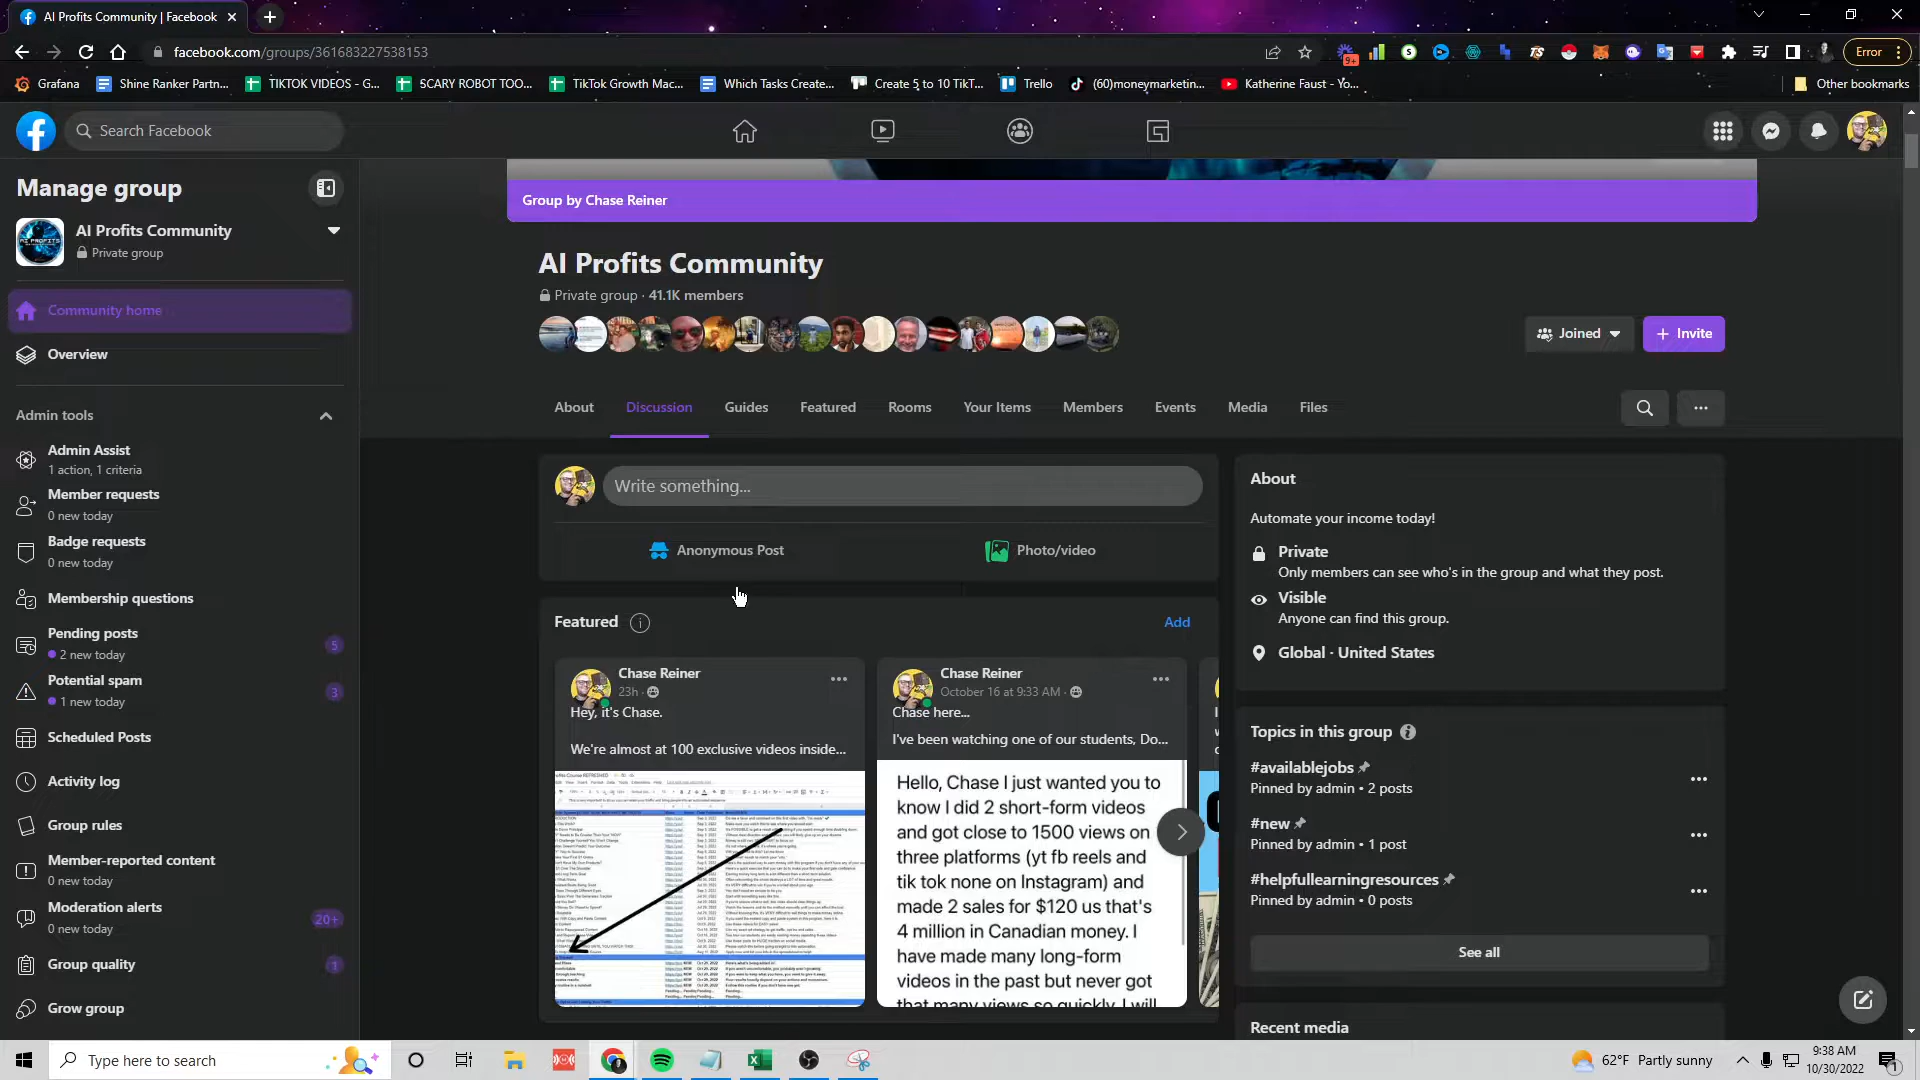 AI Profits Community | Facebook
facebook.com/groups/361683227538153
9+
Error
Grafana
Shine Ranker Partn...
TIKTOK VIDEOS - G...
SCARY ROBOT TOO...
TikTok Growth Mac...
Which Tasks Create...
Create 5 to 10 TikT...
Trello
(60)moneymarketin...
Katherine Faust - Yo...
Other bookmarks
Search Facebook
Manage group
AI Profits Community
Private group
Community home
Overview
Admin tools
Admin Assist
1 action, 1 criteria
Member requests
0 new today
Badge requests
0 new today
Membership questions
Pending posts
2 new today
5
Potential spam
1 new today
3
Scheduled Posts
Activity log
Group rules
Member-reported content
0 new today
Moderation alerts
0 new today
20+
Group quality
1
Grow group
Group by Chase Reiner
AI Profits Community
Private group · 41.1K members
Joined
+ Invite
About
Discussion
Guides
Featured
Rooms
Your Items
Members
Events
Media
Files
Write something...
Anonymous Post
Photo/video
Featured
Add
Chase Reiner
23h ·
Hey, it's Chase.
We're almost at 100 exclusive videos inside...
Chase Reiner
October 16 at 9:33 AM ·
Chase here...
I've been watching one of our students, Do...
Hello, Chase I just wanted you to
know I did 2 short-form videos
and got close to 1500 views on
three platforms (yt fb reels and
tik tok none on Instagram) and
made 2 sales for $120 us that's
4 million in Canadian money. I
have made many long-form
videos in the past but never got
that many views so quickly. I will
About
Automate your income today!
Private
Only members can see who's in the group and what they post.
Visible
Anyone can find this group.
Global · United States
Topics in this group
#availablejobs
Pinned by admin • 2 posts
#new
Pinned by admin • 1 post
#helpfullearningresources
Pinned by admin • 0 posts
See all
Recent media
Type here to search
62°F Partly sunny
9:38 AM
10/30/2022
1